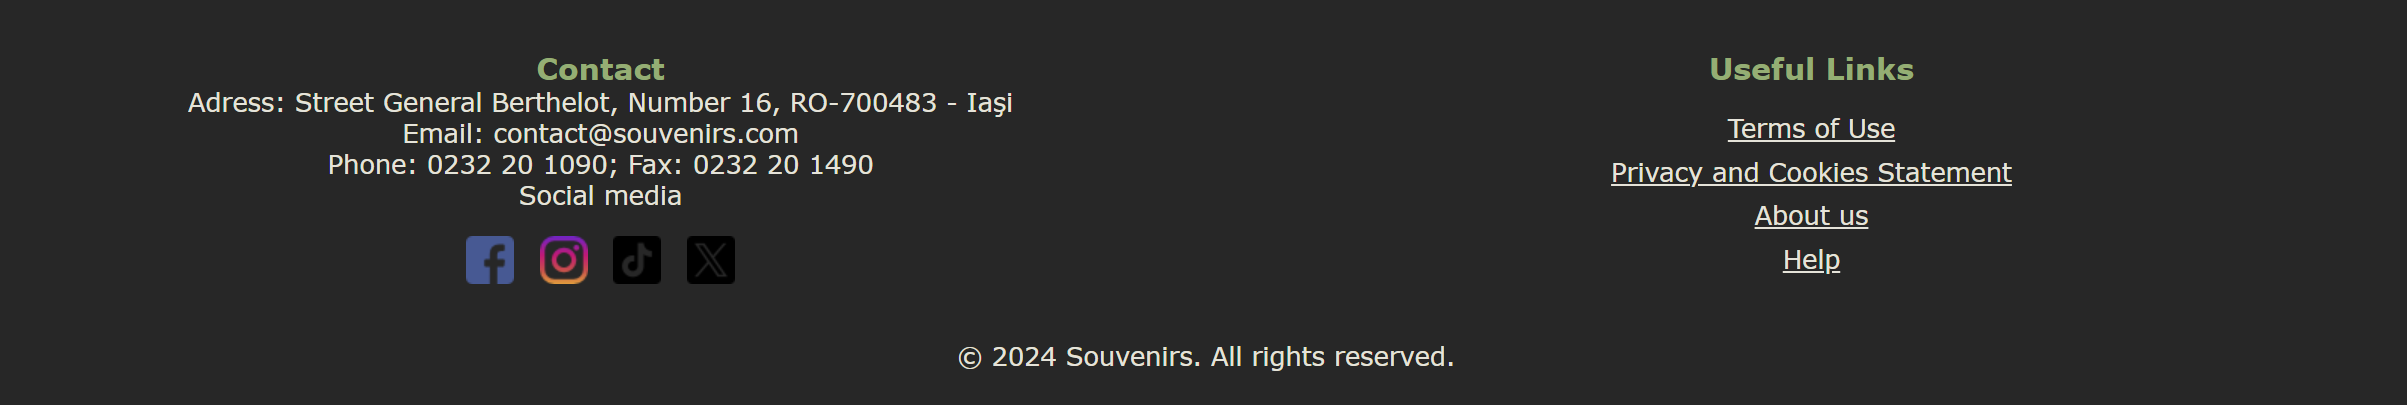 Contact
Adress: Street General Berthelot, Number 16, RO-700483 - Iaşi
Email: contact@souvenirs.com
Phone: 0232 20 1090; Fax: 0232 20 1490
Social media
Useful Links
Terms of Use
Privacy and Cookies Statement
About us
Help
© 2024 Souvenirs. All rights reserved.